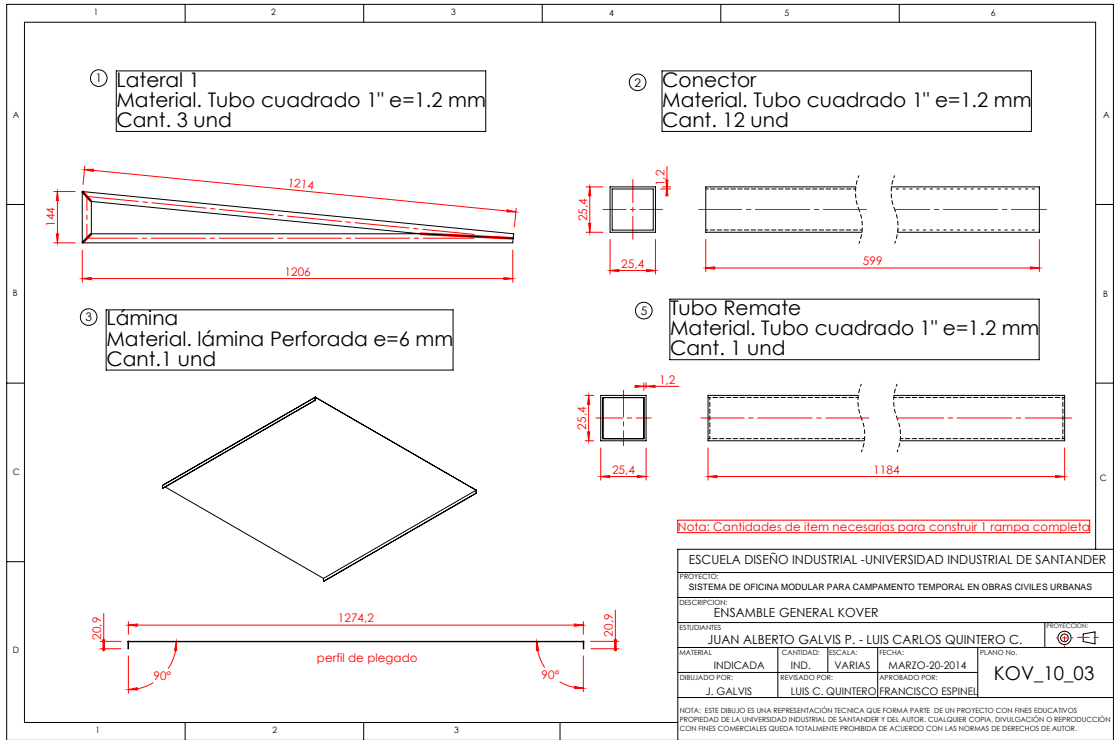 1 2 3 4 5 6
A
A
B
B
C
C
D
1 2 3
1 Lateral 1
Material. Tubo cuadrado 1" e=1.2 mm
Cant. 3 und
1214
144
1206
2 Conector
Material. Tubo cuadrado 1" e=1.2 mm
Cant. 12 und
1,2
25,4
25,4
599
3 Lámina
Material. lámina Perforada e=6 mm
Cant.1 und
1274,2
20,9
20,9
90°
90°
perfil de plegado
5 Tubo Remate
Material. Tubo cuadrado 1" e=1.2 mm
Cant. 1 und
1,2
25,4
25,4
1184
Nota: Cantidades de item necesarias para construir 1 rampa completa
ESCUELA DISEÑO INDUSTRIAL -UNIVERSIDAD INDUSTRIAL DE SANTANDER
PROYECTO:
SISTEMA DE OFICINA MODULAR PARA CAMPAMENTO TEMPORAL EN OBRAS CIVILES URBANAS
DESCRIPCION:
ENSAMBLE GENERAL KOVER
ESTUDIANTES
JUAN ALBERTO GALVIS P. - LUIS CARLOS QUINTERO C.
PROYECCIÓN:
MATERIAL CANTIDAD: ESCALA: FECHA: PLANO No.
INDICADA IND. VARIAS MARZO-20-2014 KOV_10_03
DIBUJADO POR: REVISADO POR: APROBADO POR:
J. GALVIS LUIS C. QUINTERO FRANCISCO ESPINEL
NOTA: ESTE DIBUJO ES UNA REPRESENTACIÓN TECNICA QUE FORMA PARTE DE UN PROYECTO CON FINES EDUCATIVOS
PROPIEDAD DE LA UNIVERSIDAD INDUSTRIAL DE SANTANDER Y DEL AUTOR. CUALQUIER COPIA, DIVULGACIÓN O REPRODUCCIÓN
CON FINES COMERCIALES QUEDA TOTALMENTE PROHIBIDA DE ACUERDO CON LAS NORMAS DE DERECHOS DE AUTOR.